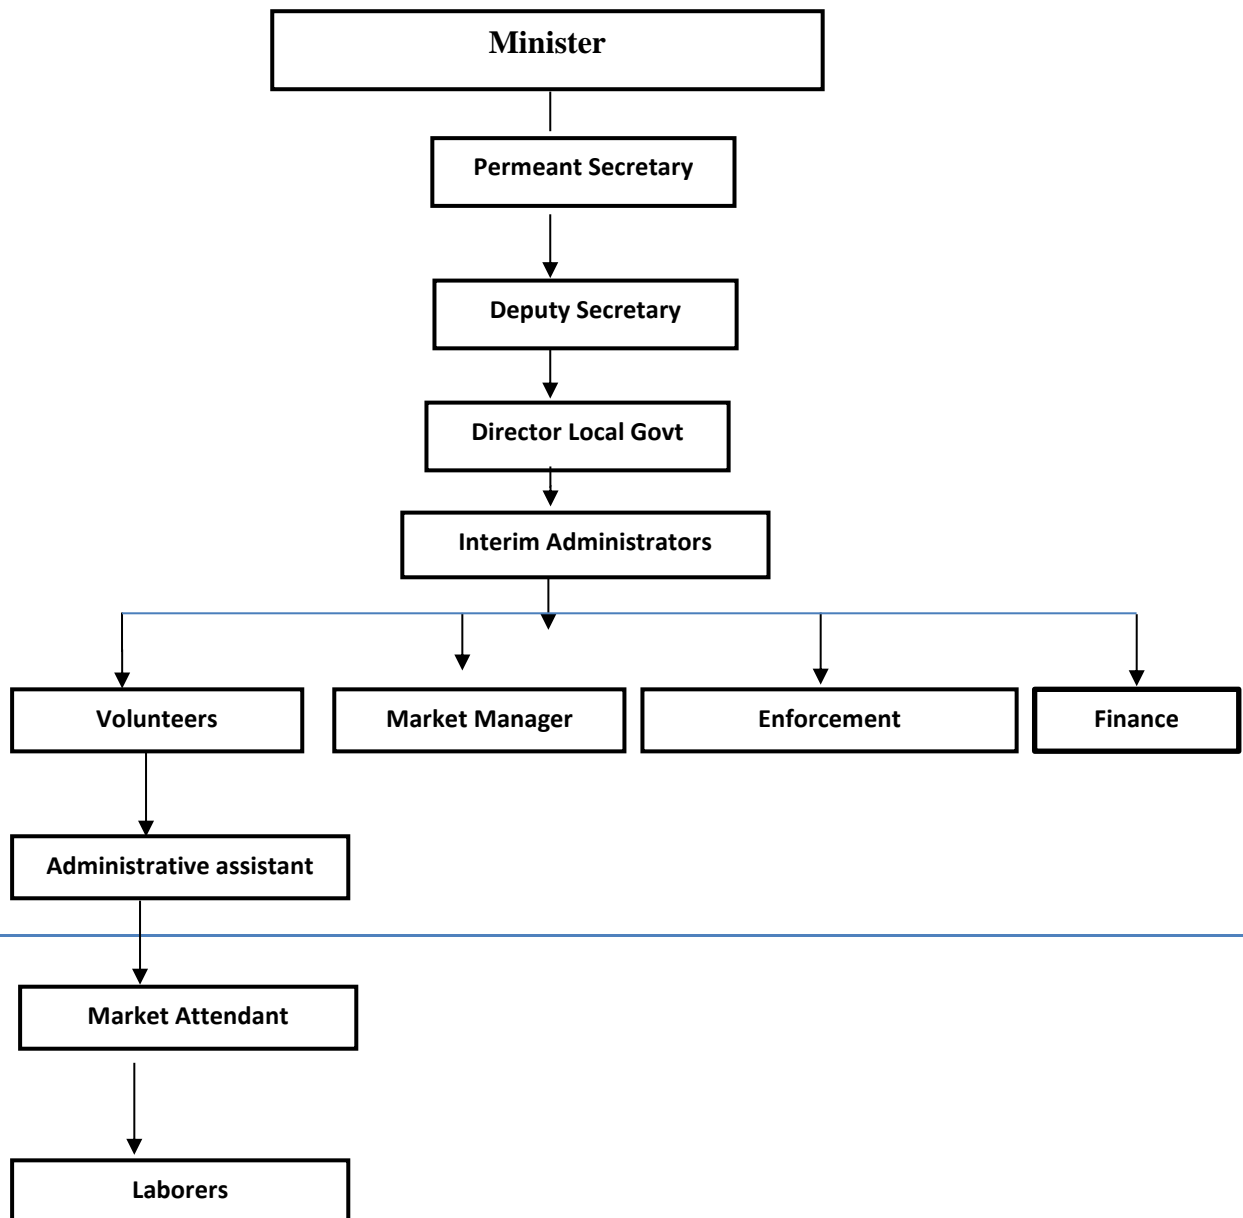 Minister
Permeant Secretary
Deputy Secretary
Director Local Govt
Interim Administrators
Volunteers
Market Manager
Enforcement
Finance
Administrative assistant
Market Attendant
Laborers